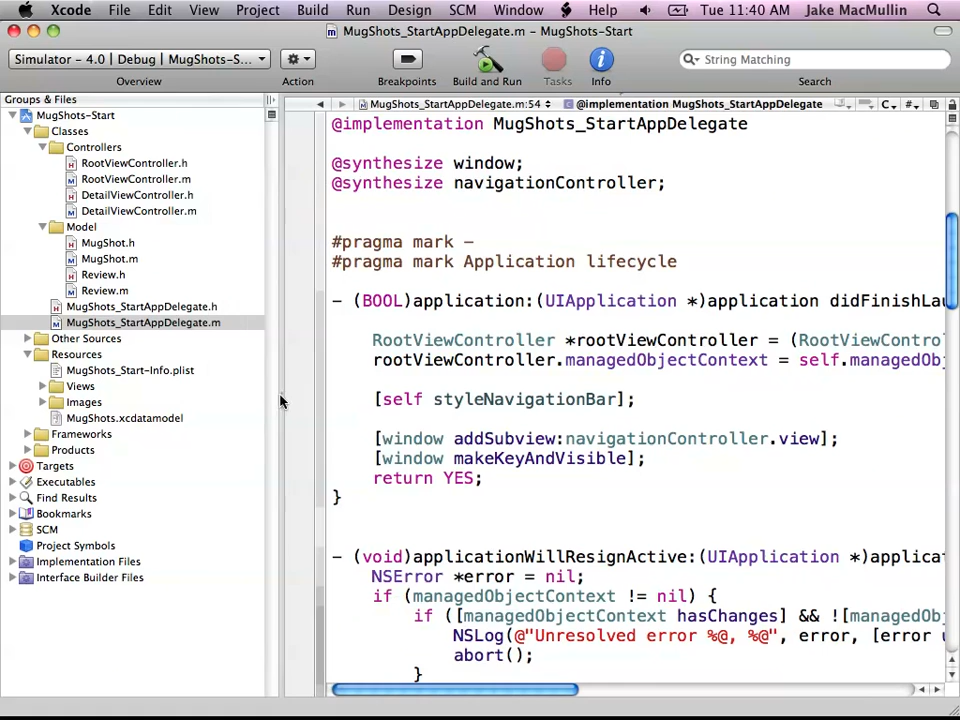 Xcode File Edit View Project Build Run Design SCM Window Help Tue 11:40 AM Jake MacMullin
MugShots_StartAppDelegate.m - MugShots-Start
Simulator - 4.0 | Debug | MugShots-S...
String Matching
Overview Action Breakpoints Build and Run Tasks Info Search
Groups & Files
MugShots_StartAppDelegate.m:54 @implementation MugShots_StartAppDelegate C #
MugShots-Start
Classes
Controllers
RootViewController.h
RootViewController.m
DetailViewController.h
DetailViewController.m
Model
MugShot.h
MugShot.m
Review.h
Review.m
MugShots_StartAppDelegate.h
MugShots_StartAppDelegate.m
Other Sources
Resources
MugShots_Start-Info.plist
Views
Images
MugShots.xcdatamodel
Frameworks
Products
Targets
Executables
Find Results
Bookmarks
SCM
Project Symbols
Implementation Files
Interface Builder Files
@implementation MugShots_StartAppDelegate
@synthesize window;
@synthesize navigationController;
#pragma mark -
#pragma mark Application lifecycle
- (BOOL)application:(UIApplication *)application didFinishLau
RootViewController *rootViewController = (RootViewContro
rootViewController.managedObjectContext = self.managedOb
[self styleNavigationBar];
[window addSubview:navigationController.view];
[window makeKeyAndVisible];
return YES;
}
- (void)applicationWillResignActive:(UIApplication *)applicat
NSError *error = nil;
if (managedObjectContext != nil) {
if ([managedObjectContext hasChanges] && ![managedOb
NSLog(@"Unresolved error %@, %@", error, [error u
abort();
}